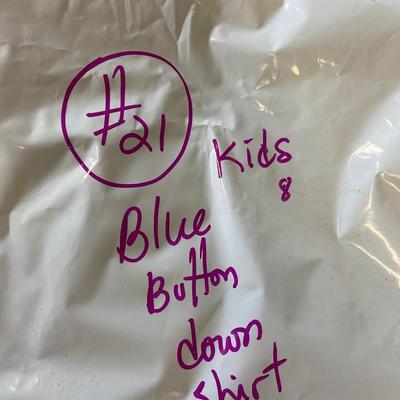 #21
Kids
8
Blue
Button
down
shirt